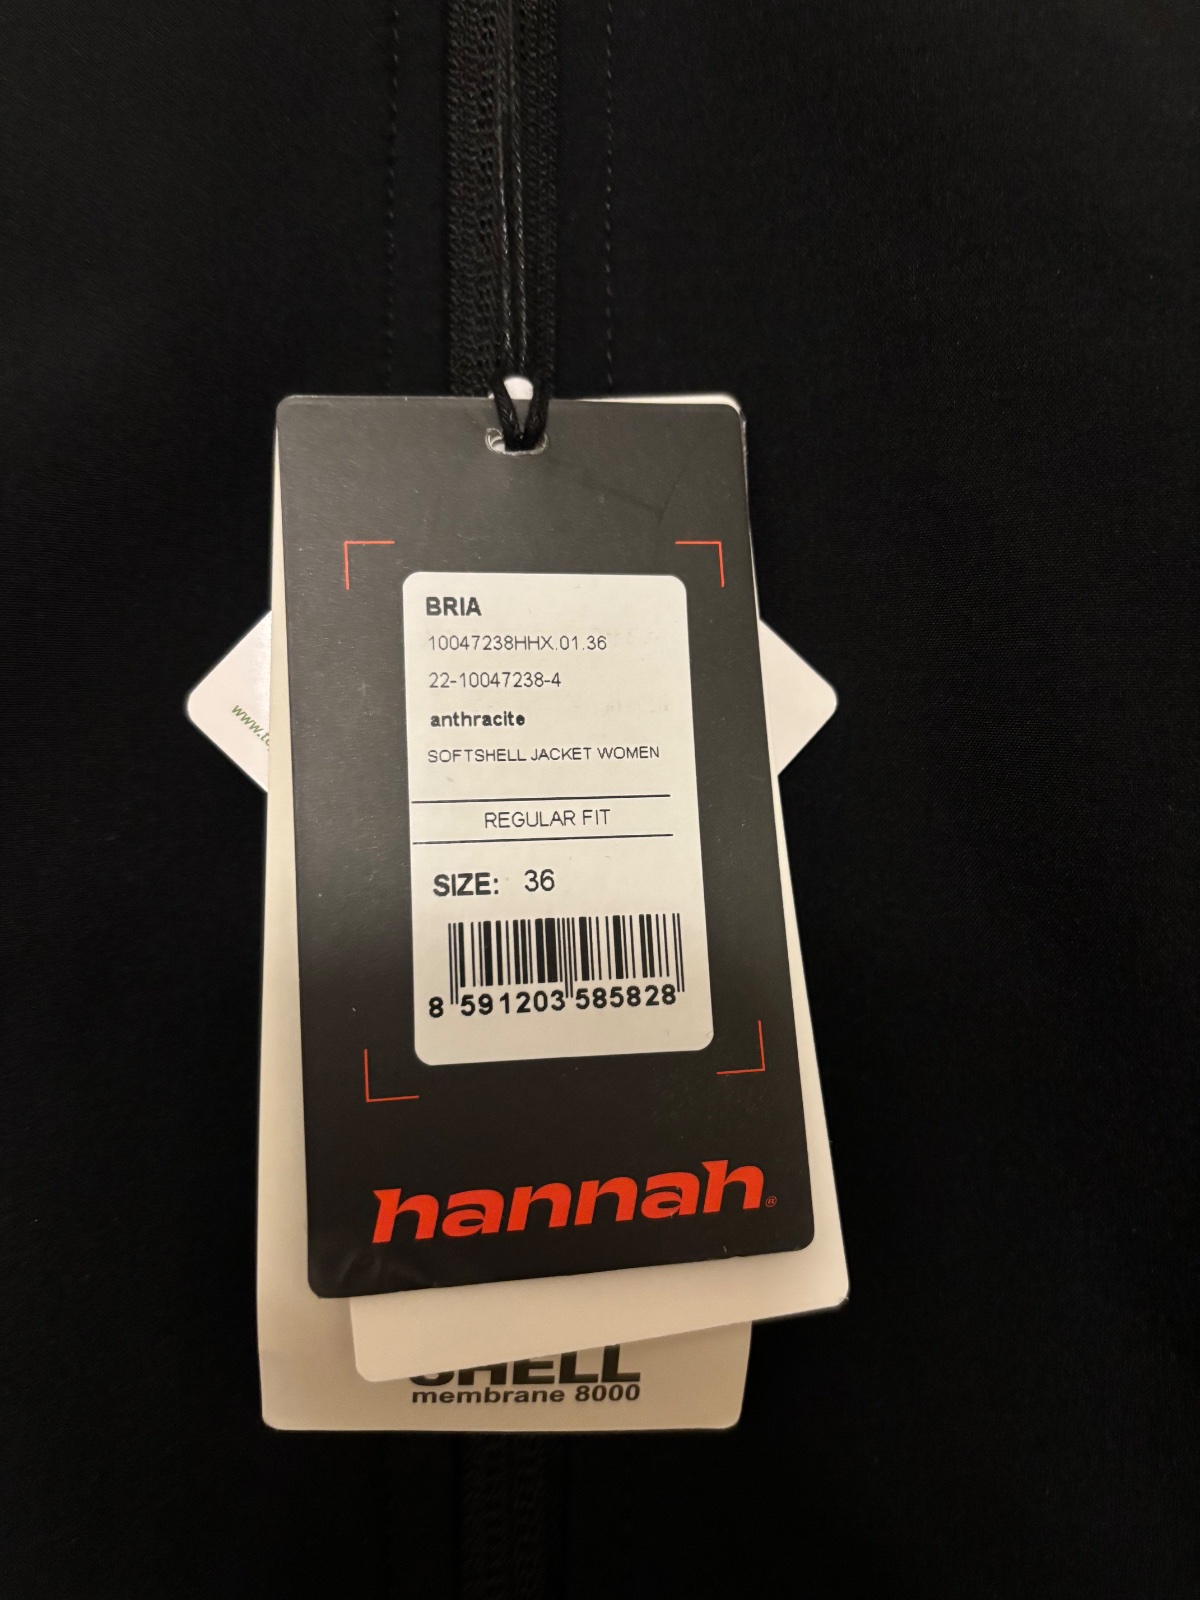 BRIA
10047238HHX.01.36
22-10047238-4
anthracite
SOFTSHELL JACKET WOMEN
REGULAR FIT
SIZE: 36
8 591203 585828
hannah®
SHELL
membrane 8000